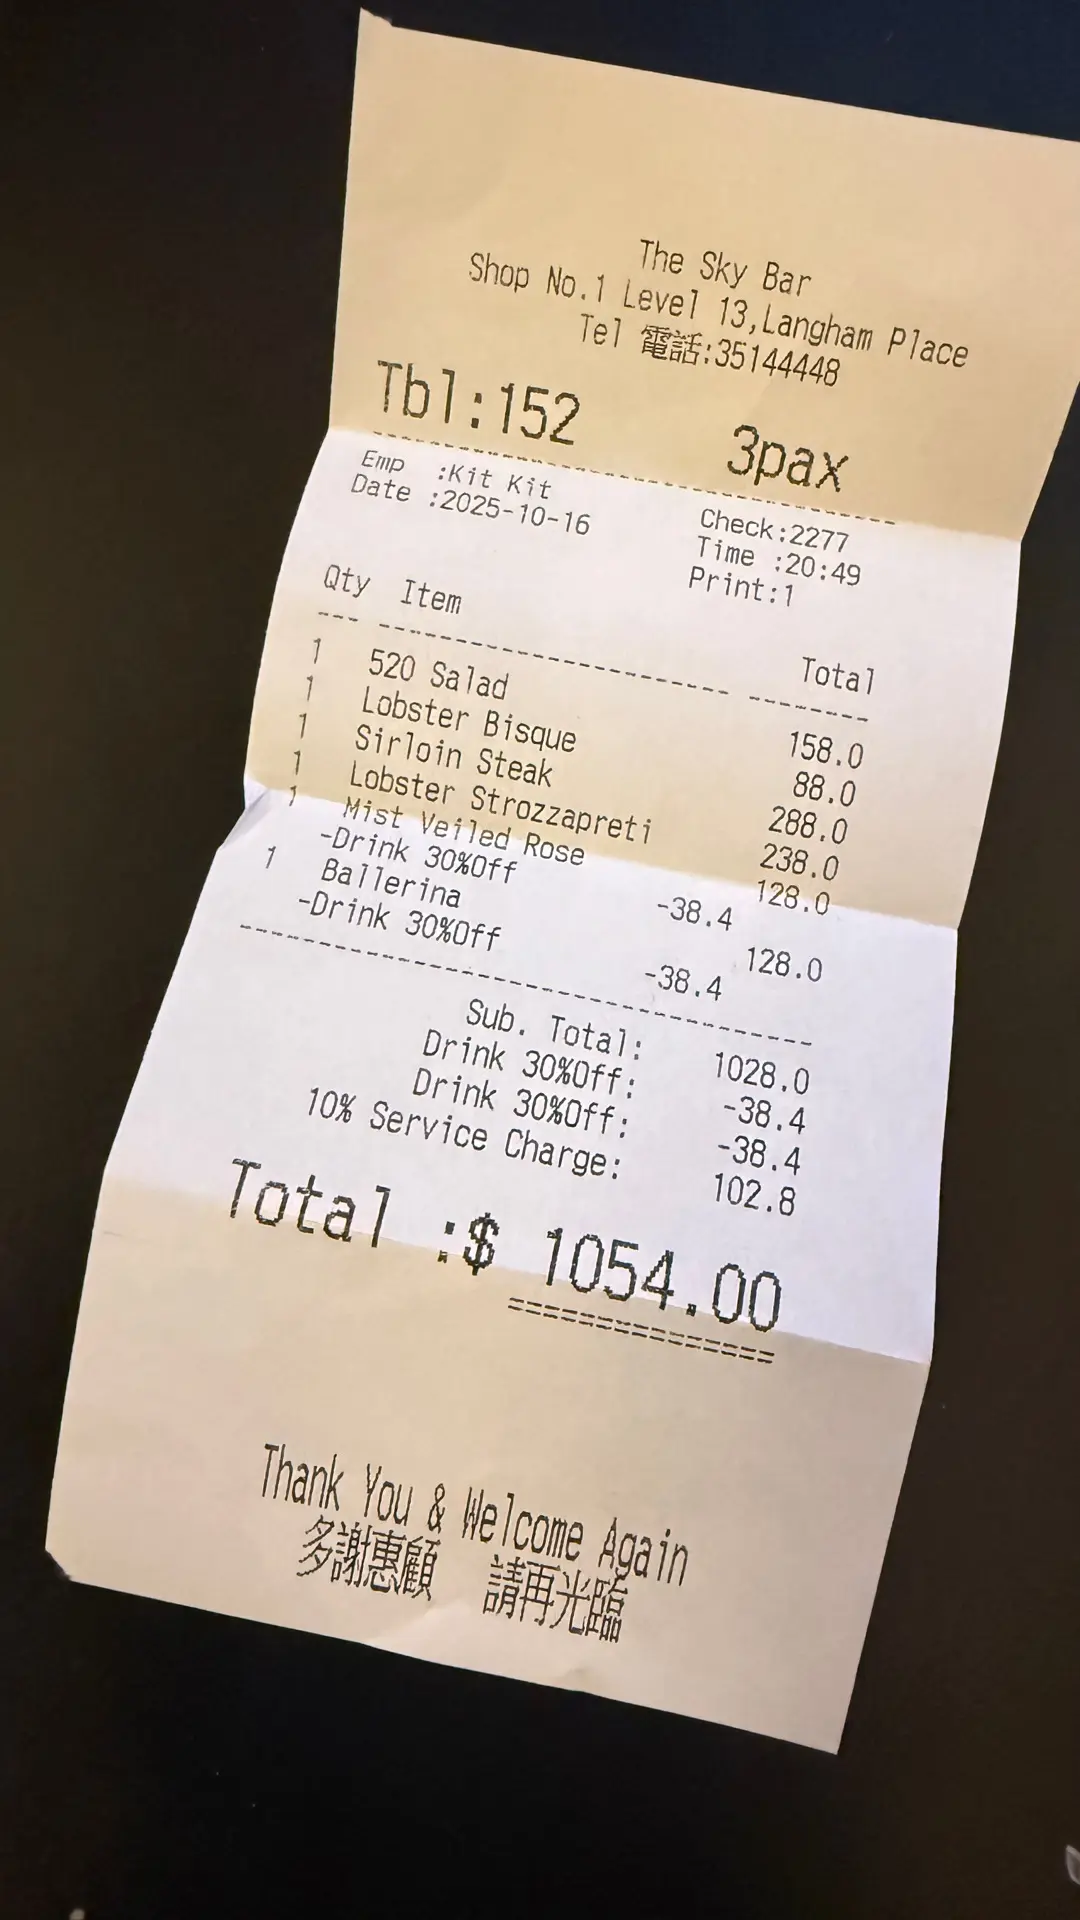 The Sky Bar
Shop No.1 Level 13,Langham Place
Tel 電話:35144448
Tbl:152 3pax
Emp :Kit Kit Check:2277
Date :2025-10-16 Time :20:49
Print:1
Qty Item Total
1 520 Salad 158.0
1 Lobster Bisque 88.0
1 Sirloin Steak 288.0
1 Lobster Strozzapreti 238.0
1 Mist Veiled Rose 128.0
-Drink 30%Off -38.4
1 Ballerina 128.0
-Drink 30%Off -38.4
Sub. Total: 1028.0
Drink 30%Off: -38.4
Drink 30%Off: -38.4
10% Service Charge: 102.8
Total :$ 1054.00
Thank You & Welcome Again
多謝惠顧 請再光臨